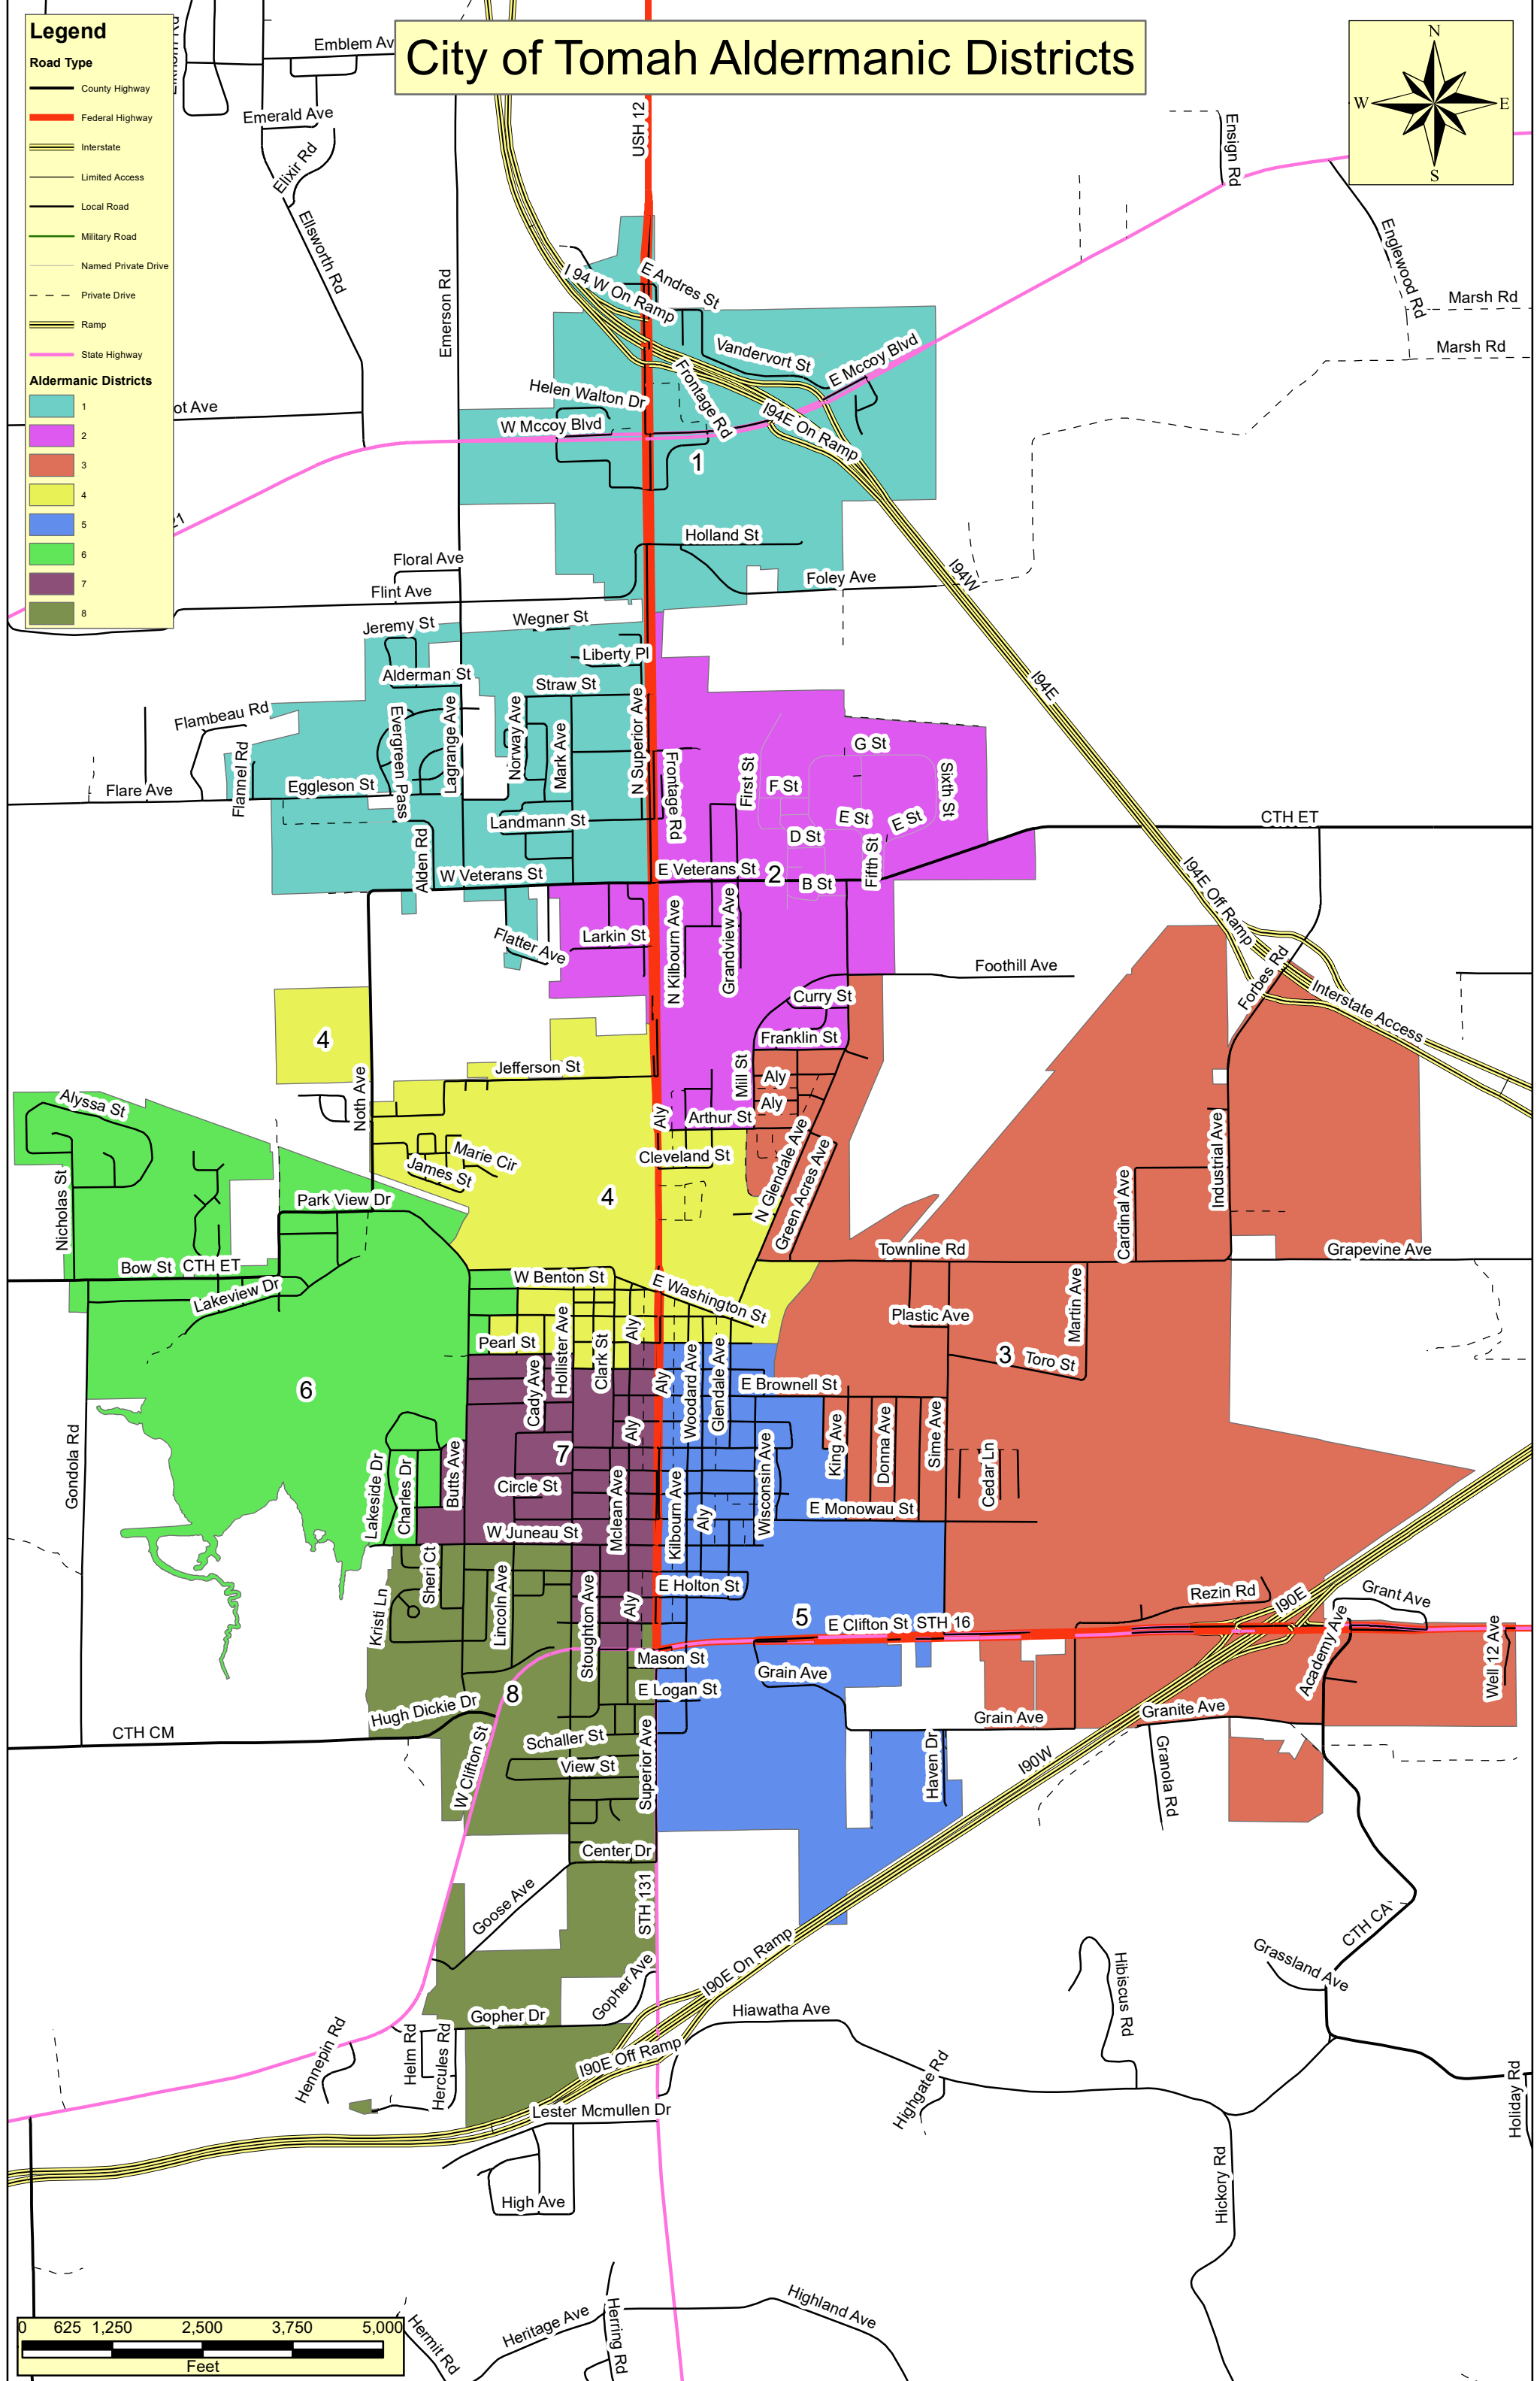 City of Tomah Aldermanic Districts
Legend
Road Type
County Highway
Federal Highway
Interstate
Limited Access
Local Road
Military Road
Named Private Drive
Private Drive
Ramp
State Highway
Aldermanic Districts
1
2
3
4
5
6
7
8
N
W
E
S
Emblem Av
Emerald Ave
Elixir Rd
Ellsworth Rd
Emerson Rd
USH 12
Ensign Rd
Englewood Rd
Marsh Rd
Marsh Rd
E Andres St
I 94 W On Ramp
Vandervort St
E Mccoy Blvd
Helen Walton Dr
Frontage Rd
W Mccoy Blvd
I94E On Ramp
ot Ave
1
21
Holland St
Floral Ave
Foley Ave
Flint Ave
I94W
Wegner St
Jeremy St
Liberty Pl
Alderman St
Straw St
I94E
Flambeau Rd
Evergreen Pass
Lagrange Ave
Norway Ave
Mark Ave
N Superior Ave
Frontage Rd
First St
G St
F St
Sixth St
Flannel Rd
Eggleson St
Flare Ave
Landmann St
E St
E St
D St
CTH ET
Alden Rd
W Veterans St
E Veterans St
2
B St
Fifth St
I94E Off Ramp
Flatter Ave
Larkin St
N Kilbourn Ave
Grandview Ave
Foothill Ave
Forbes Rd
Interstate Access
Curry St
4
Franklin St
Jefferson St
Mill St
Aly
Aly
Noth Ave
Alyssa St
Aly
Arthur St
Industrial Ave
Marie Cir
James St
Cleveland St
N Glendale Ave
Green Acres Ave
Nicholas St
Park View Dr
4
Cardinal Ave
Townline Rd
Grapevine Ave
Bow St
CTH ET
Lakeview Dr
W Benton St
E Washington St
Plastic Ave
Martin Ave
Pearl St
Hollister Ave
Clark St
Aly
3
Toro St
6
Cady Ave
Aly
Woodard Ave
Glendale Ave
E Brownell St
Gondola Rd
Aly
7
King Ave
Donna Ave
Sime Ave
Cedar Ln
Lakeside Dr
Charles Dr
Butts Ave
Circle St
Mclean Ave
Kilbourn Ave
Aly
Wisconsin Ave
E Monowau St
W Juneau St
Sheri Ct
Kristi Ln
Lincoln Ave
Stoughton Ave
Aly
E Holton St
5
E Clifton St
STH 16
Rezin Rd
I90E
Grant Ave
Academy Ave
Well 12 Ave
Mason St
Grain Ave
8
E Logan St
Hugh Dickie Dr
Grain Ave
Granite Ave
CTH CM
W Clifton St
Schaller St
View St
Superior Ave
Haven Dr
I90W
Granola Rd
Center Dr
Goose Ave
STH 131
CTH CA
I90E On Ramp
Grassland Ave
Hibiscus Rd
Gopher Ave
Gopher Dr
Hiawatha Ave
Hennepin Rd
Helm Rd
Hercules Rd
I90E Off Ramp
Highgate Rd
Holiday Rd
Lester Mcmullen Dr
High Ave
Hickory Rd
Hermit Rd
Heritage Ave
Herring Rd
Highland Ave
0 625 1,250 2,500 3,750 5,000
Feet